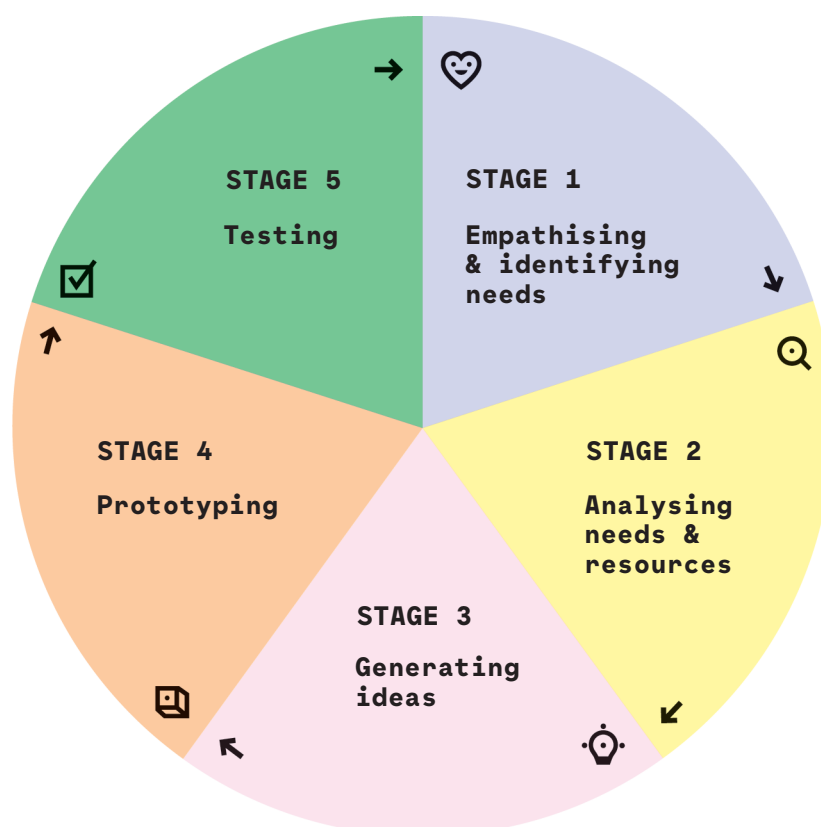 STAGE 1
Empathising
& identifying
needs
STAGE 2
Analysing
needs &
resources
STAGE 3
Generating
ideas
STAGE 4
Prototyping
STAGE 5
Testing